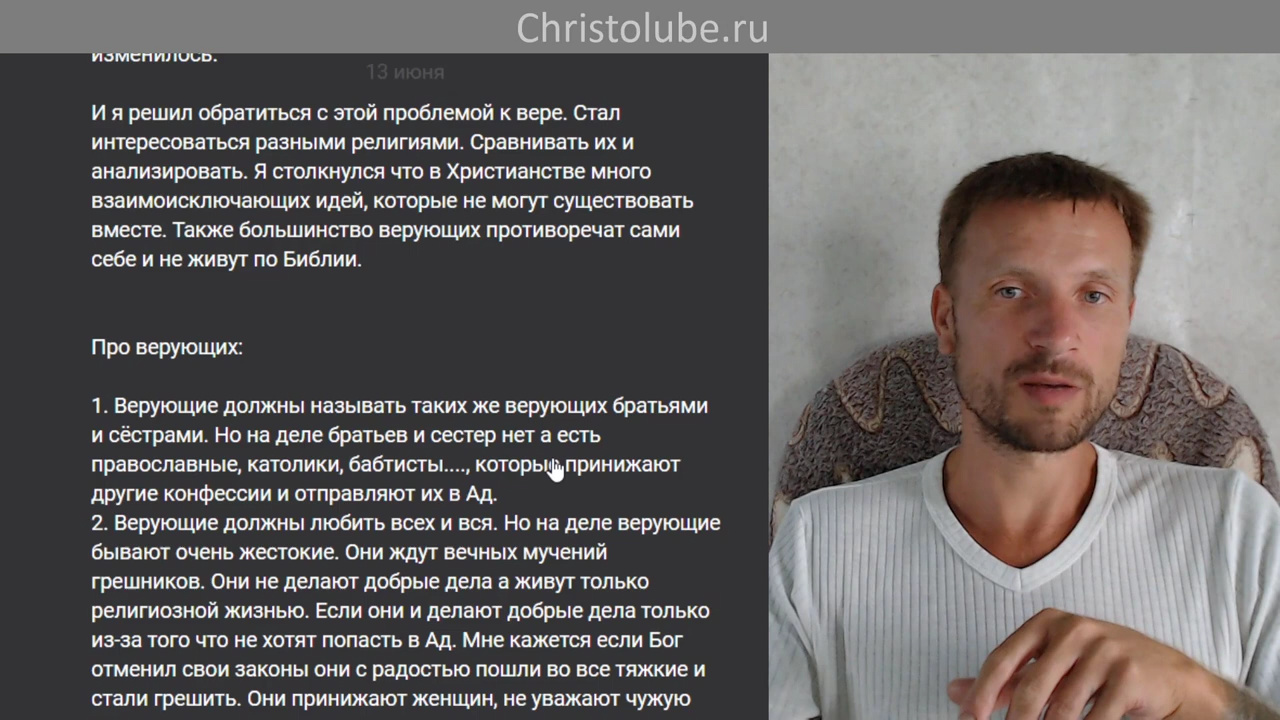 Christolube.ru
изменилось.
13 июня
И я решил обратиться с этой проблемой к вере. Стал
интересоваться разными религиями. Сравнивать их и
анализировать. Я столкнулся что в Христианстве много
взаимоисключающих идей, которые не могут существовать
вместе. Также большинство верующих противоречат сами
себе и не живут по Библии.
Про верующих:
1. Верующие должны называть таких же верующих братьями
и сёстрами. Но на деле братьев и сестер нет а есть
православные, католики, бабтисты...., которые принижают
другие конфессии и отправляют их в Ад.
2. Верующие должны любить всех и вся. Но на деле верующие
бывают очень жестокие. Они ждут вечных мучений
грешников. Они не делают добрые дела а живут только
религиозной жизнью. Если они и делают добрые дела только
из-за того что не хотят попасть в Ад. Мне кажется если Бог
отменил свои законы они с радостью пошли во все тяжкие и
стали грешить. Они принижают женщин, не уважают чужую